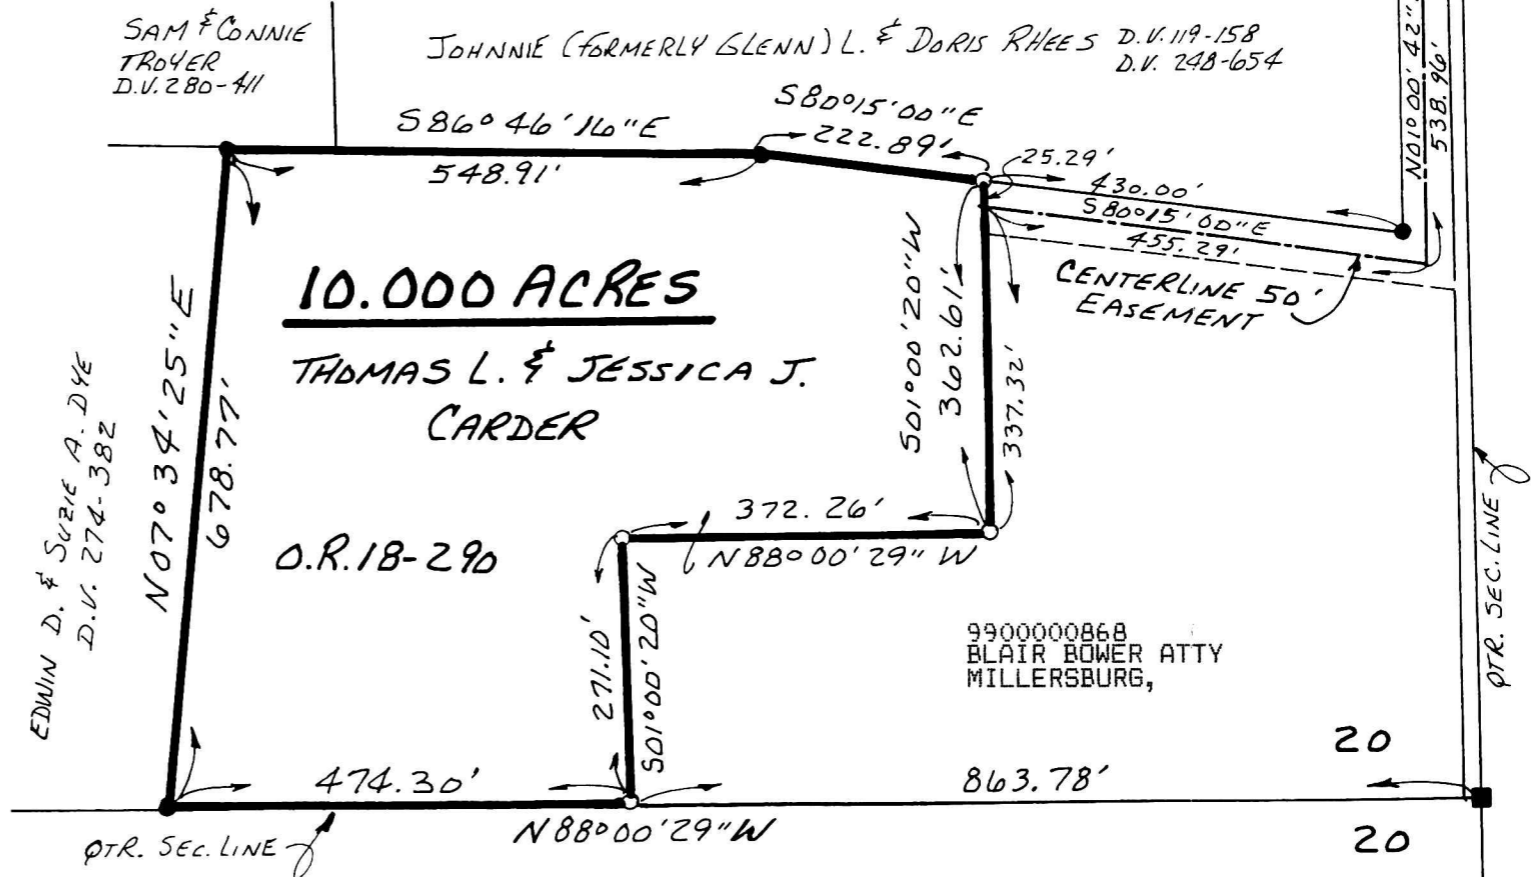 SAM & CONNIE
TROYER
D.V. 280-411
JOHNNIE (FORMERLY GLENN) L. & DORIS RHEES
D.V. 119-158
D.V. 248-654
N01°00'42"
538.96'
S86°46'16"E
548.91'
S80°15'00"E
222.89'
25.29'
430.00'
S80°15'00"E
455.29'
CENTERLINE 50'
EASEMENT
10.000 ACRES
THOMAS L. & JESSICA J.
CARDER
O.R. 18-290
N07°34'25"E
678.77'
EDWIN D. & SUZIE A. DYE
D.V. 274-382
S01°00'20"W
362.61'
337.32'
372.26'
N88°00'29"W
271.10'
S01°00'20"W
9900000868
BLAIR BOWER ATTY
MILLERSBURG,
QTR. SEC. LINE
20
474.30'
863.78'
N88°00'29"W
QTR. SEC. LINE
20